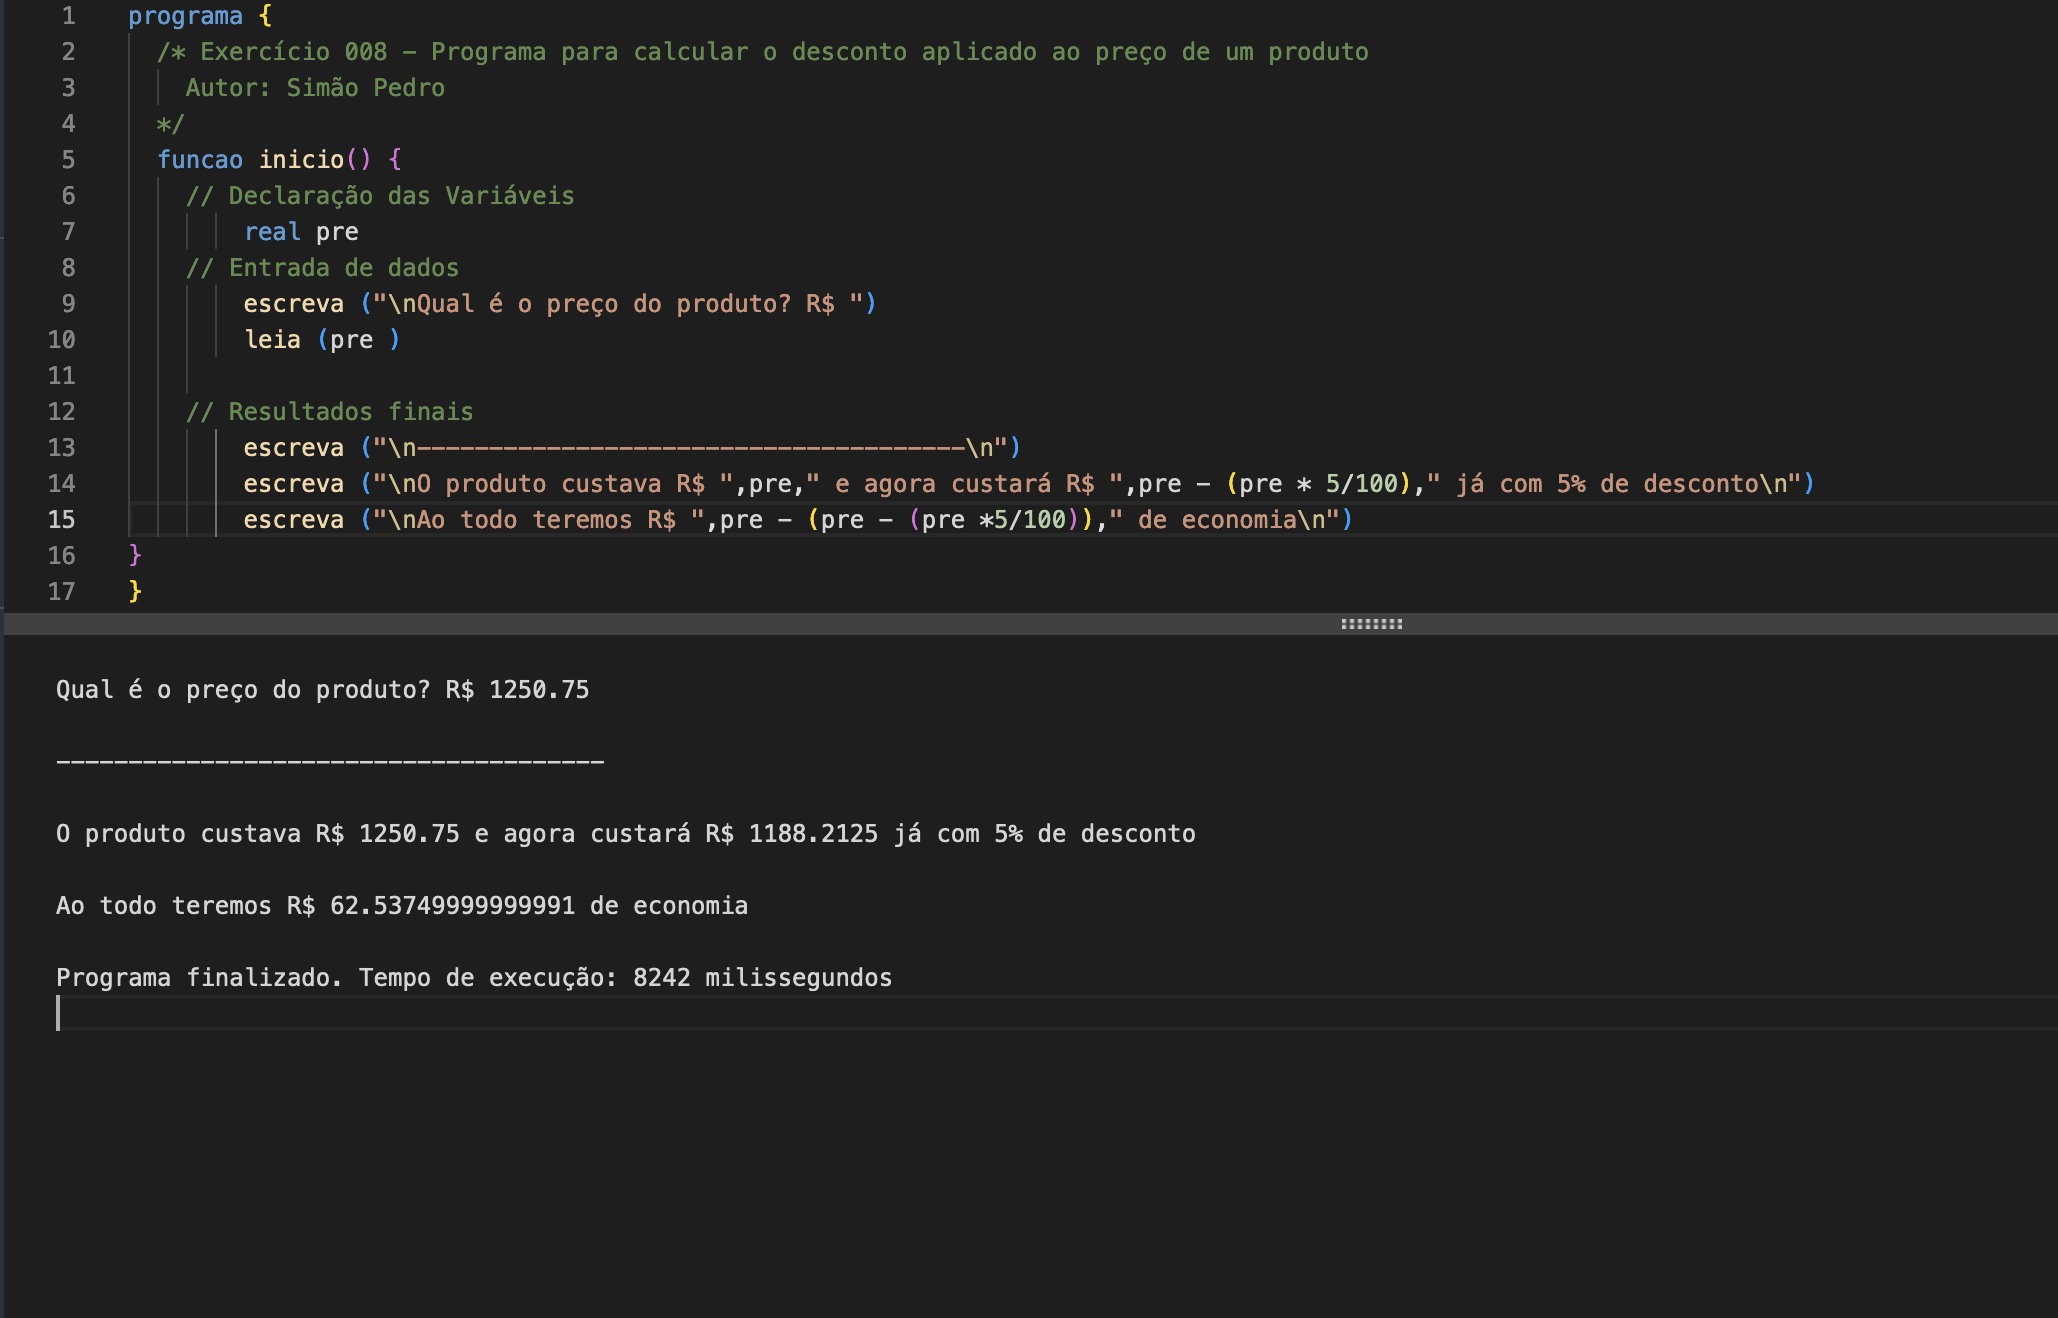 1 programa {
2 /* Exercício 008 – Programa para calcular o desconto aplicado ao preço de um produto
3 Autor: Simão Pedro
4 */
5 funcao inicio() {
6 // Declaração das Variáveis
7 real pre
8 // Entrada de dados
9 escreva ("\nQual é o preço do produto? R$ ")
10 leia (pre )
11
12 // Resultados finais
13 escreva ("\n--------------------------------------\n")
14 escreva ("\nO produto custava R$ ",pre," e agora custará R$ ",pre - (pre * 5/100)," já com 5% de desconto\n")
15 escreva ("\nAo todo teremos R$ ",pre - (pre - (pre *5/100))," de economia\n")
16 }
17 }
Qual é o preço do produto? R$ 1250.75
--------------------------------------
O produto custava R$ 1250.75 e agora custará R$ 1188.2125 já com 5% de desconto
Ao todo teremos R$ 62.53749999999991 de economia
Programa finalizado. Tempo de execução: 8242 milissegundos